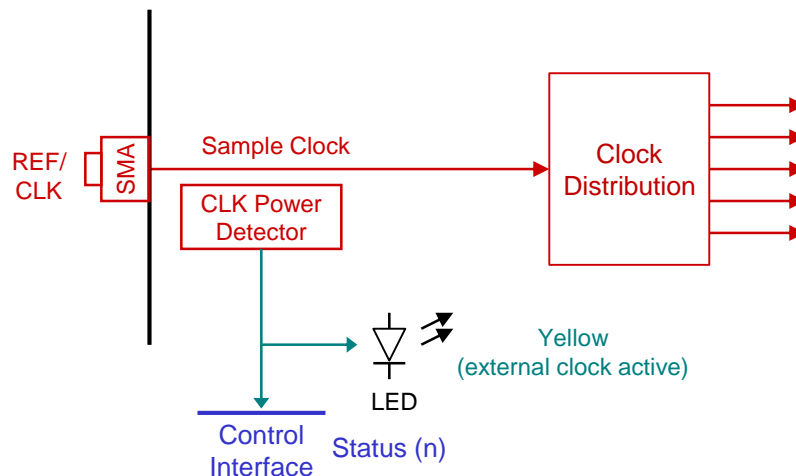 REF/
CLK
SMA
Sample Clock
CLK Power
Detector
Clock
Distribution
Yellow
(external clock active)
LED
Control
Interface
Status (n)